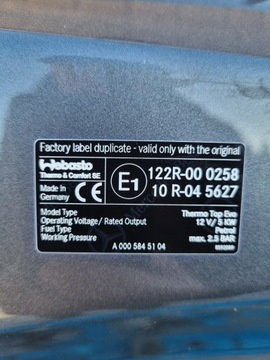 Factory label duplicate - valid only with the original
Webasto
Thermo & Comfort SE
Made in
Germany
CE
E1
122R-00 0258
10 R-04 5627
Model Type Thermo Top Evo
Operating Voltage/ Rated Output 12 V/ 5 KW
Fuel Type Petrol
Working Pressure max. 2.5 BAR
A 000 584 51 04